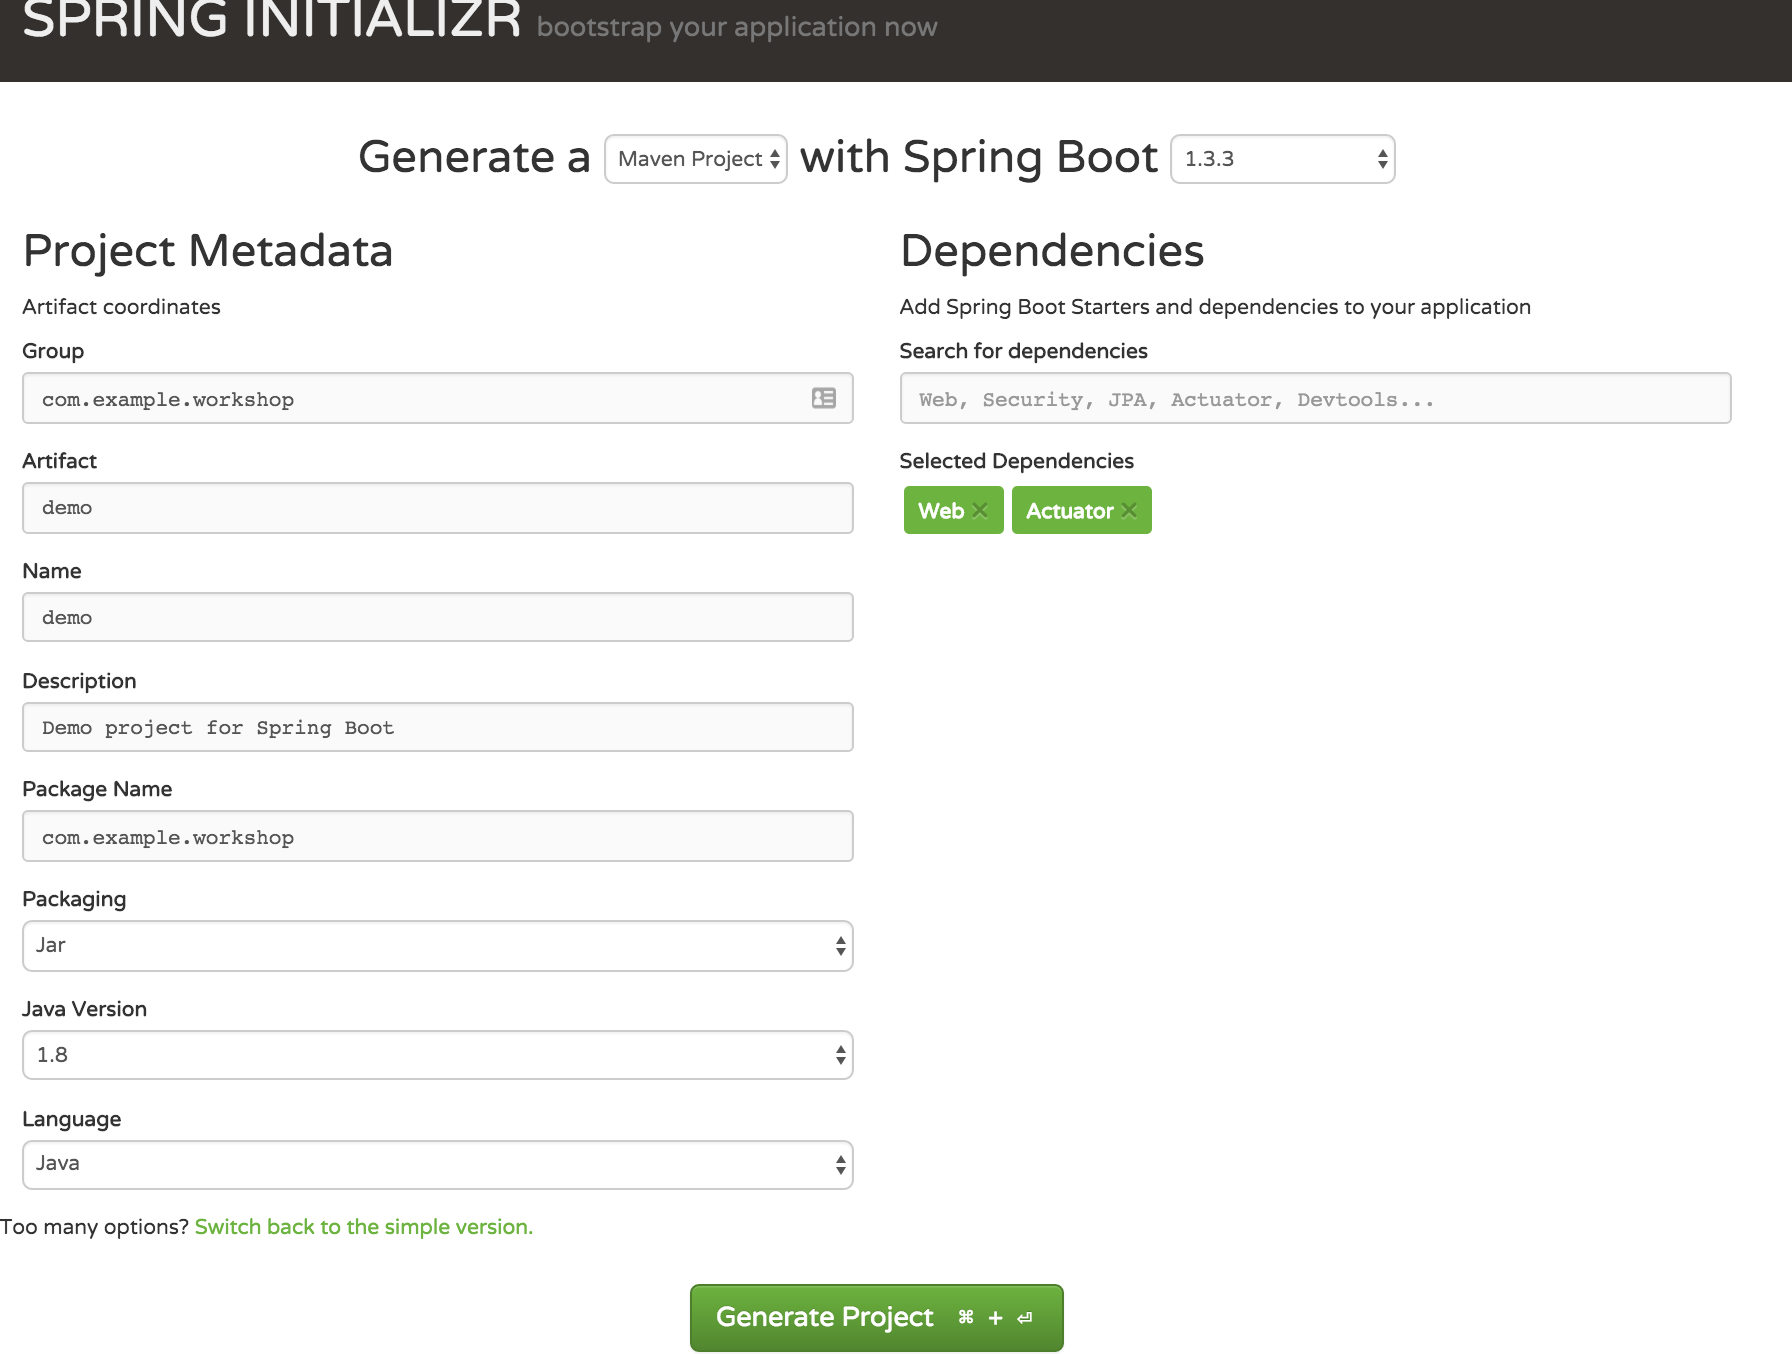 SPRING INITIALIZR bootstrap your application now
Generate a Maven Project with Spring Boot 1.3.3
Project Metadata
Artifact coordinates
Group
com.example.workshop
Artifact
demo
Name
demo
Description
Demo project for Spring Boot
Package Name
com.example.workshop
Packaging
Jar
Java Version
1.8
Language
Java
Dependencies
Add Spring Boot Starters and dependencies to your application
Search for dependencies
Web, Security, JPA, Actuator, Devtools...
Selected Dependencies
Web × Actuator ×
Too many options? Switch back to the simple version.
Generate Project ⌘ + ⏎